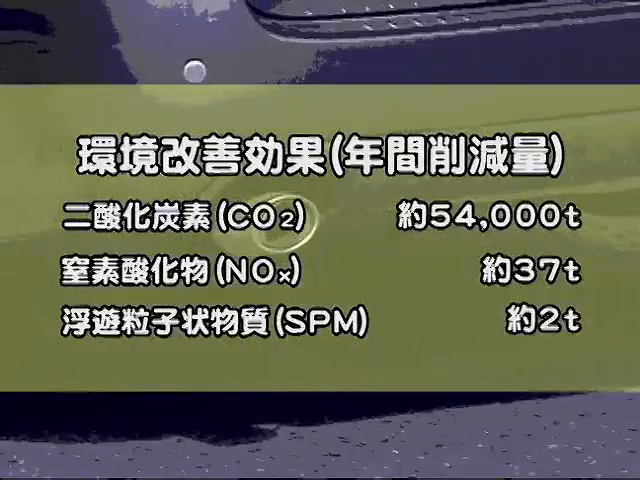 環境改善効果(年間削減量)
二酸化炭素(CO₂) 約54,000t
窒素酸化物(NOx) 約37t
浮遊粒子状物質(SPM) 約2t